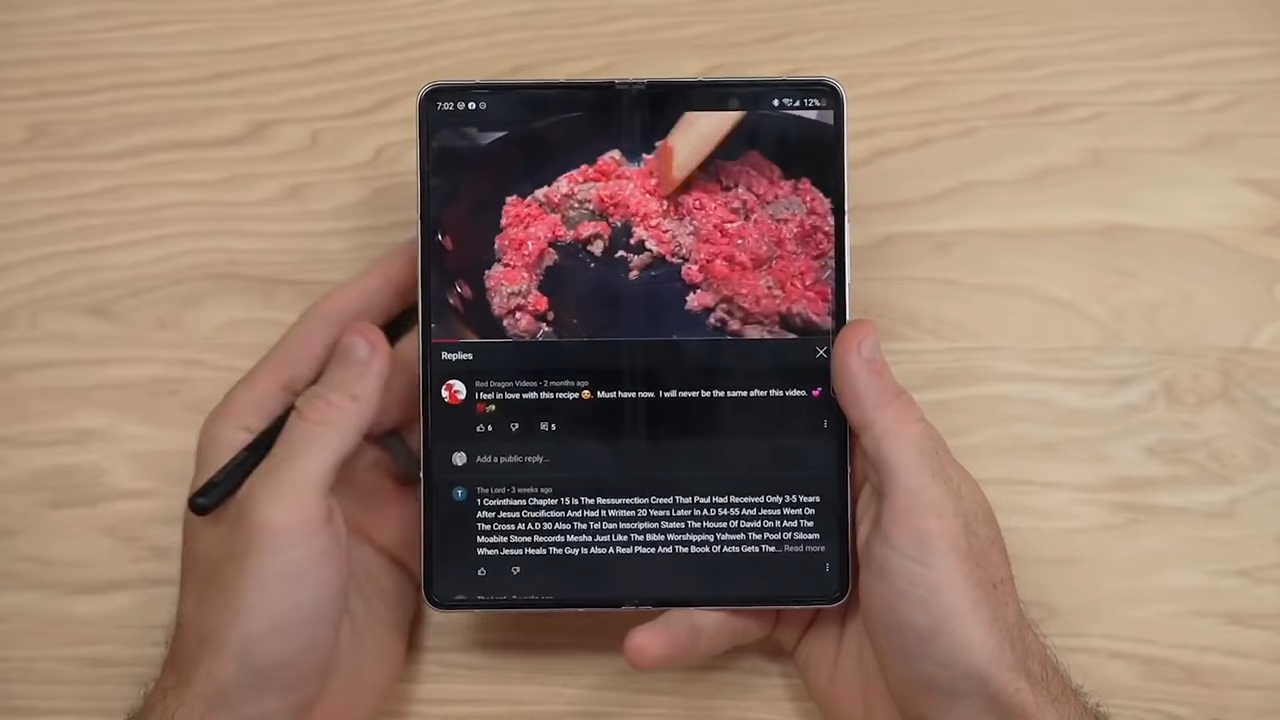 7:02
12%
Replies
Red Dragon Videos • 2 months ago
I feel in love with this recipe 🥰. Must have now. I will never be the same after this video. 💕
6
5
Add a public reply...
T
The Lord • 3 weeks ago
1 Corinthians Chapter 15 Is The Ressurrection Creed That Paul Had Received Only 3-5 Years
After Jesus Crucifiction And Had It Written 20 Years Later In A.D 54-55 And Jesus Went On
The Cross At A.D 30 Also The Tel Dan Inscription States The House Of David On It And The
Moabite Stone Records Mesha Just Like The Bible Worshipping Yahweh The Pool Of Siloam
When Jesus Heals The Guy Is Also A Real Place And The Book Of Acts Gets The... Read more